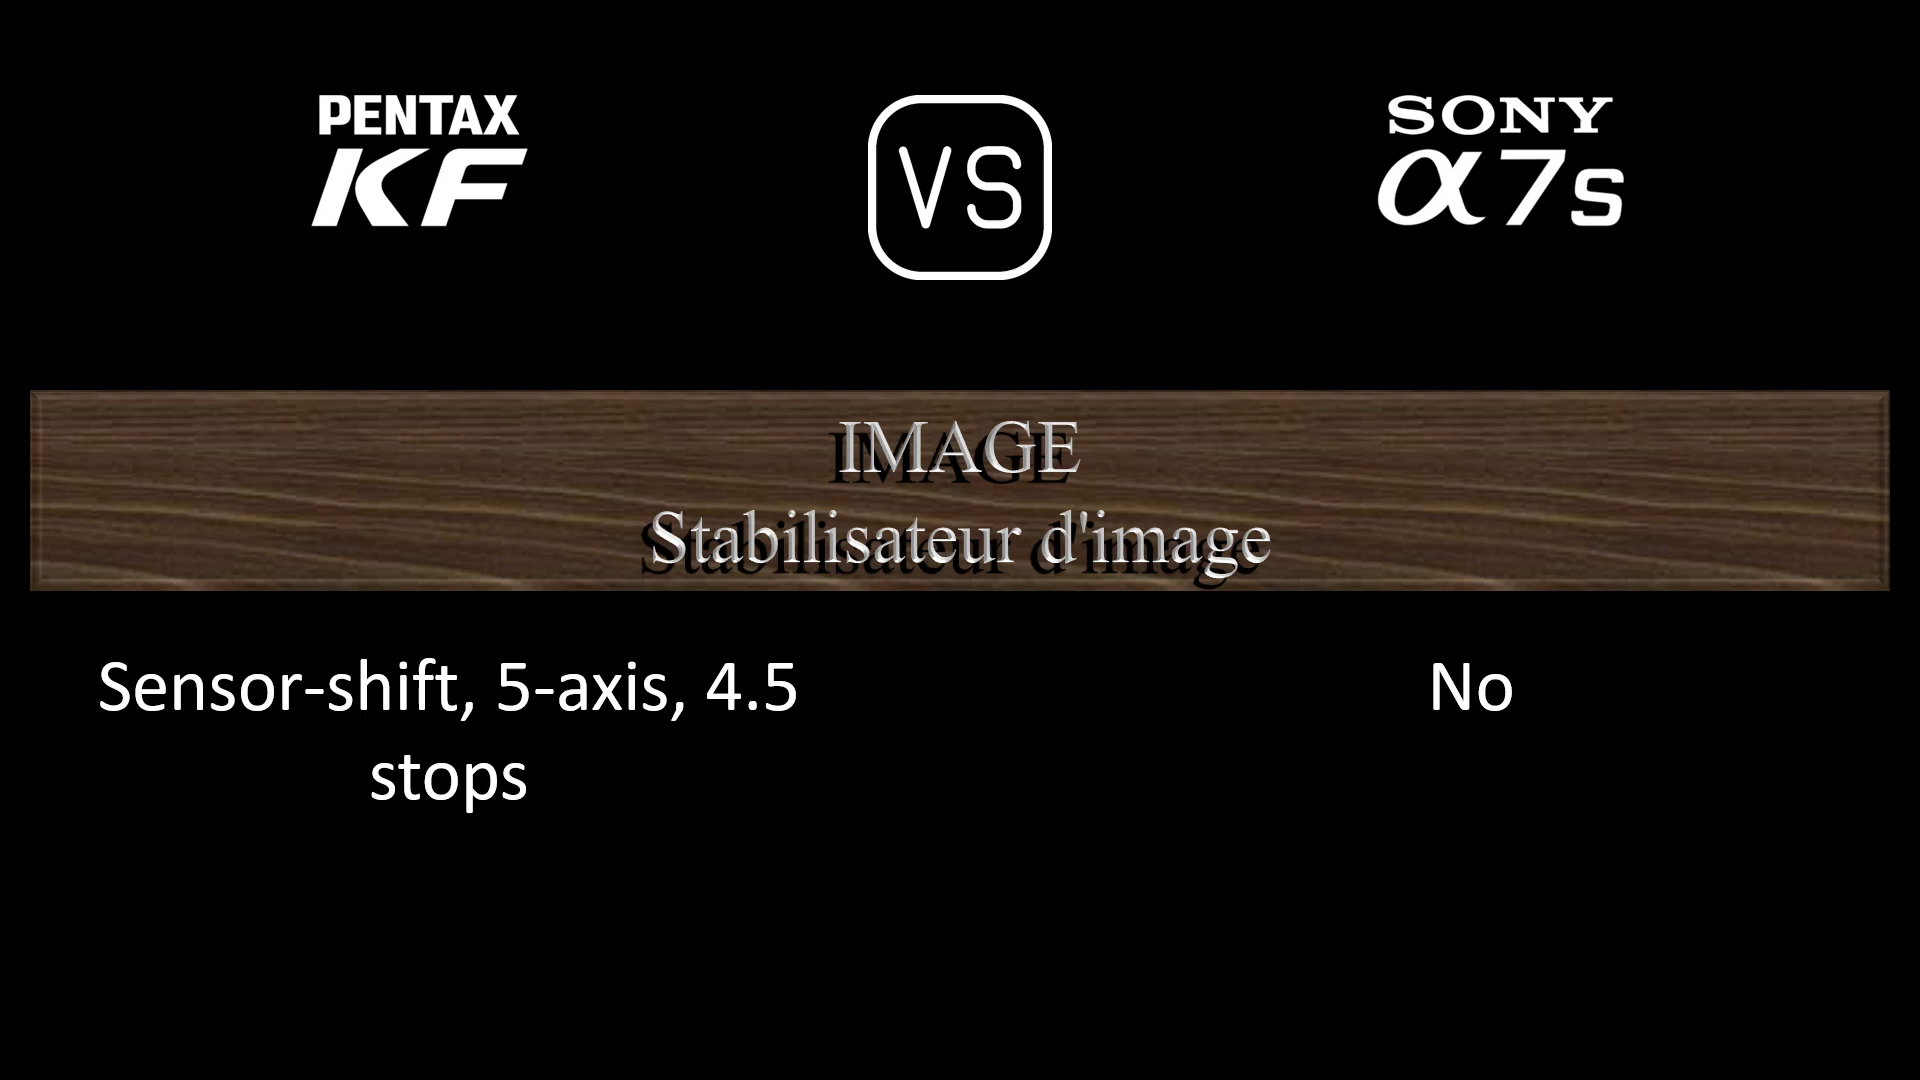 PENTAX
KF
VS
SONY
α7s
IMAGE
Stabilisateur d'image
Sensor-shift, 5-axis, 4.5
stops
No